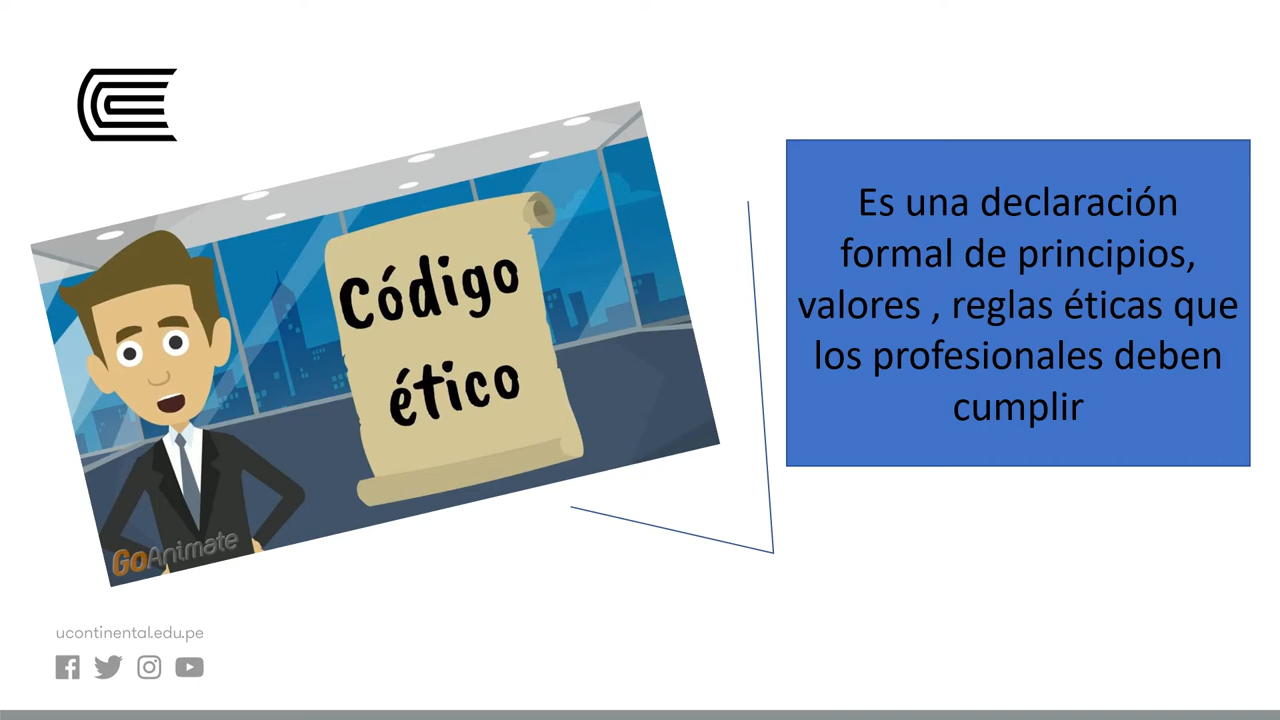 Código
ético
GoAnimate
Es una declaración
formal de principios,
valores , reglas éticas que
los profesionales deben
cumplir
ucontinental.edu.pe